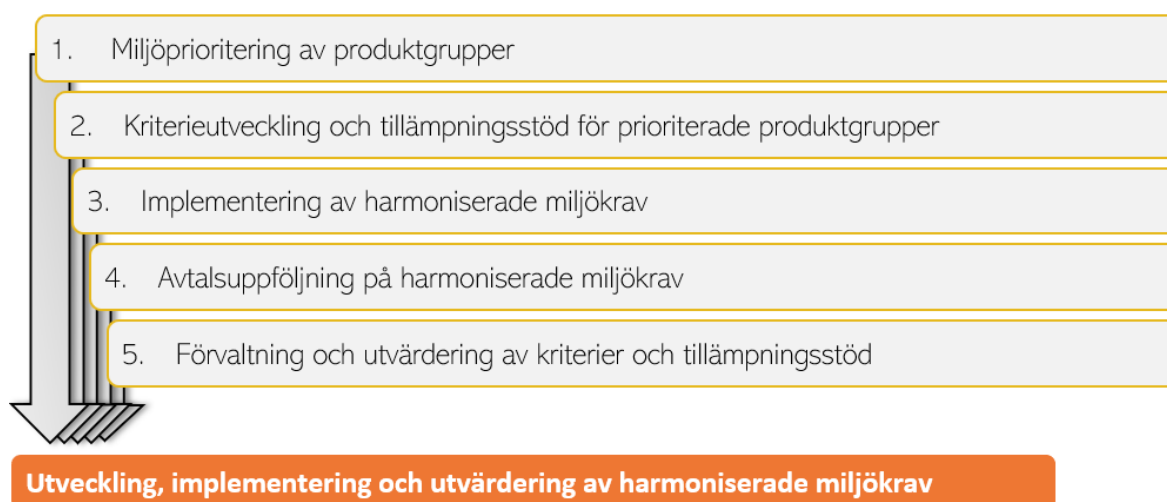 1. Miljöprioritering av produktgrupper
2. Kriterieutveckling och tillämpningsstöd för prioriterade produktgrupper
3. Implementering av harmoniserade miljökrav
4. Avtalsuppföljning på harmoniserade miljökrav
5. Förvaltning och utvärdering av kriterier och tillämpningsstöd
Utveckling, implementering och utvärdering av harmoniserade miljökrav